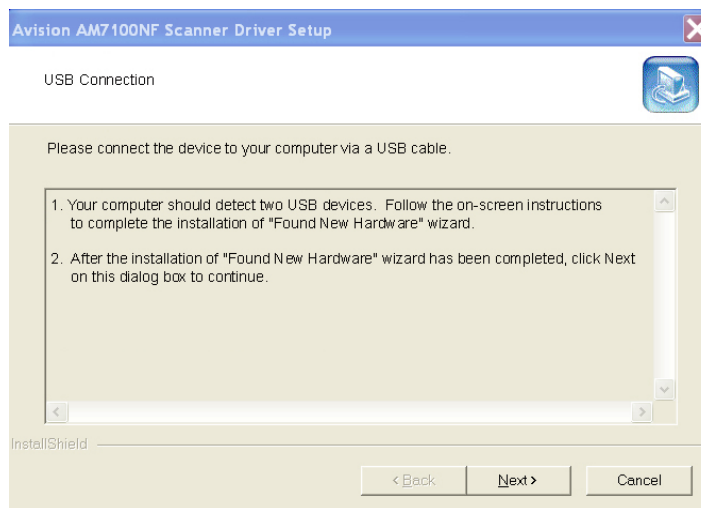 Avision AM7100NF Scanner Driver Setup
USB Connection
Please connect the device to your computer via a USB cable.
1. Your computer should detect two USB devices. Follow the on-screen instructions
to complete the installation of "Found New Hardware" wizard.
2. After the installation of "Found New Hardware" wizard has been completed, click Next
on this dialog box to continue.
InstallShield
< Back
Next >
Cancel